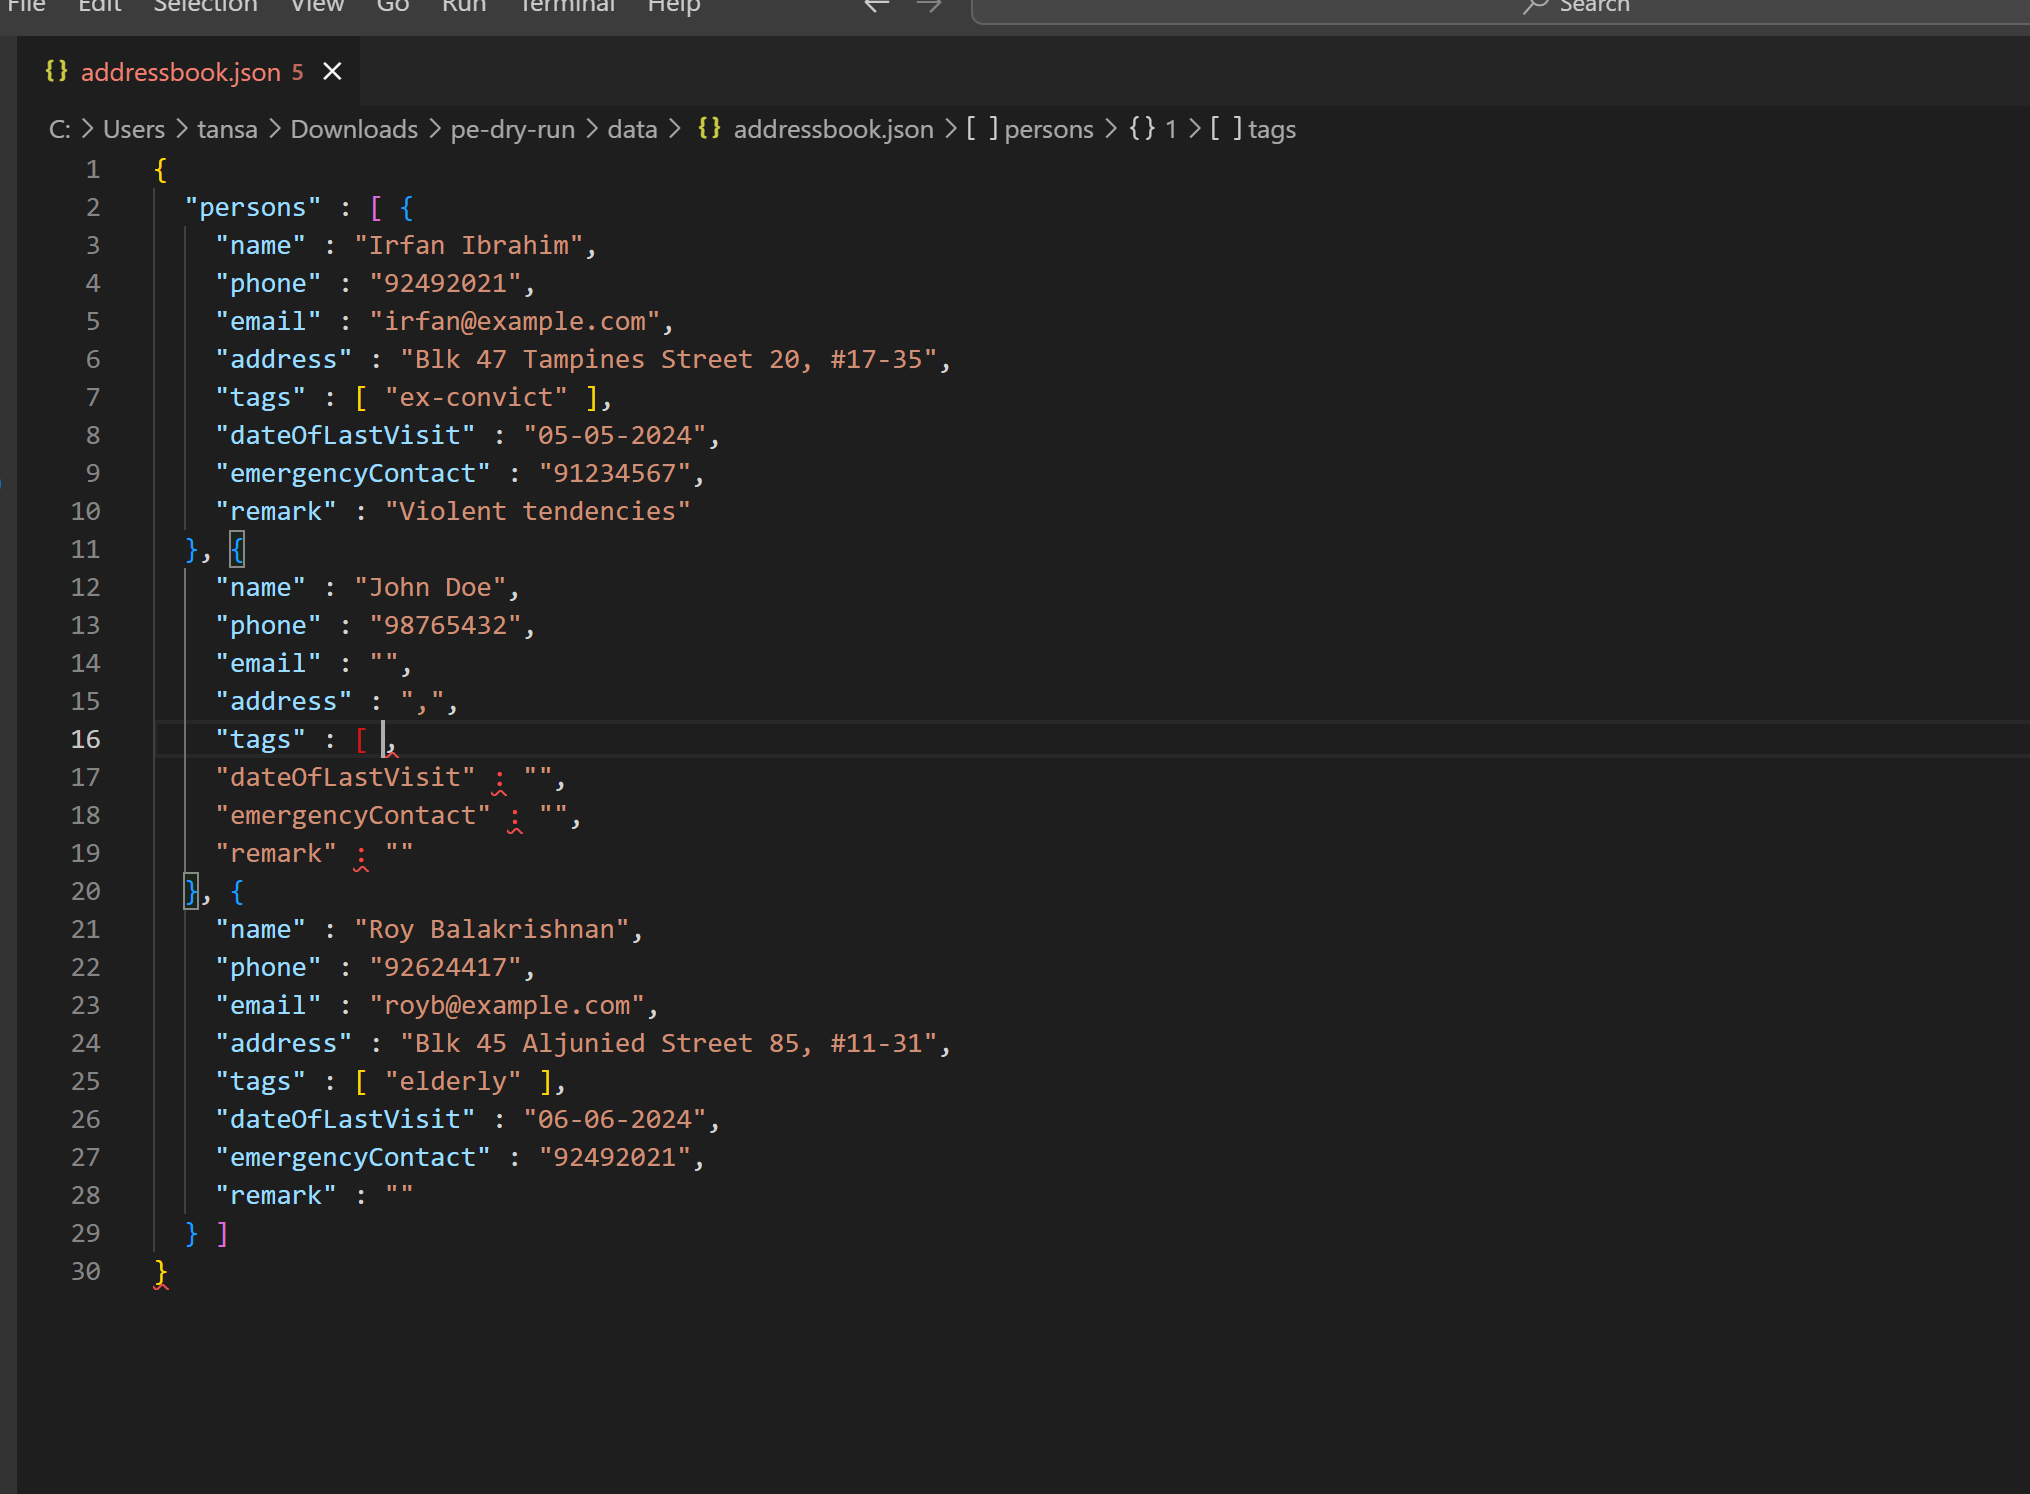 File Edit Selection View Go Run Terminal Help Search
{} addressbook.json 5
C: > Users > tansa > Downloads > pe-dry-run > data > {} addressbook.json > [ ] persons > {} 1 > [ ] tags
1 {
2 "persons" : [ {
3 "name" : "Irfan Ibrahim",
4 "phone" : "92492021",
5 "email" : "irfan@example.com",
6 "address" : "Blk 47 Tampines Street 20, #17-35",
7 "tags" : [ "ex-convict" ],
8 "dateOfLastVisit" : "05-05-2024",
9 "emergencyContact" : "91234567",
10 "remark" : "Violent tendencies"
11 }, {
12 "name" : "John Doe",
13 "phone" : "98765432",
14 "email" : "",
15 "address" : ",",
16 "tags" : [ ,
17 "dateOfLastVisit" : "",
18 "emergencyContact" : "",
19 "remark" : ""
20 }, {
21 "name" : "Roy Balakrishnan",
22 "phone" : "92624417",
23 "email" : "royb@example.com",
24 "address" : "Blk 45 Aljunied Street 85, #11-31",
25 "tags" : [ "elderly" ],
26 "dateOfLastVisit" : "06-06-2024",
27 "emergencyContact" : "92492021",
28 "remark" : ""
29 } ]
30 }